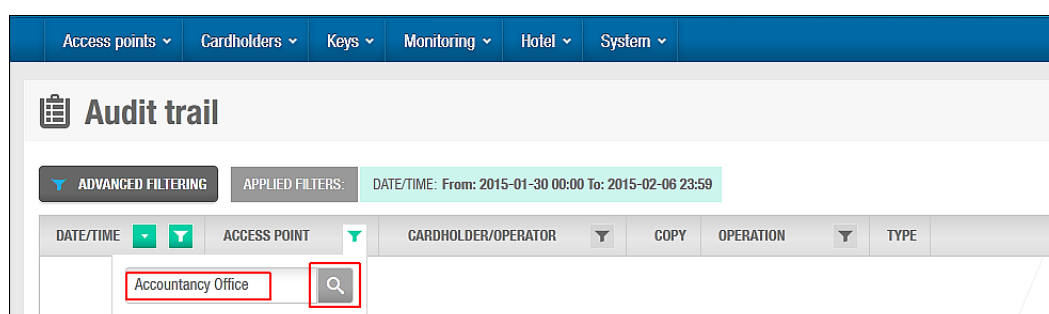 Access points Cardholders Keys Monitoring Hotel System
Audit trail
ADVANCED FILTERING APPLIED FILTERS: DATE/TIME: From: 2015-01-30 00:00 To: 2015-02-06 23:59
DATE/TIME ACCESS POINT CARDHOLDER/OPERATOR COPY OPERATION TYPE
Accountancy Office